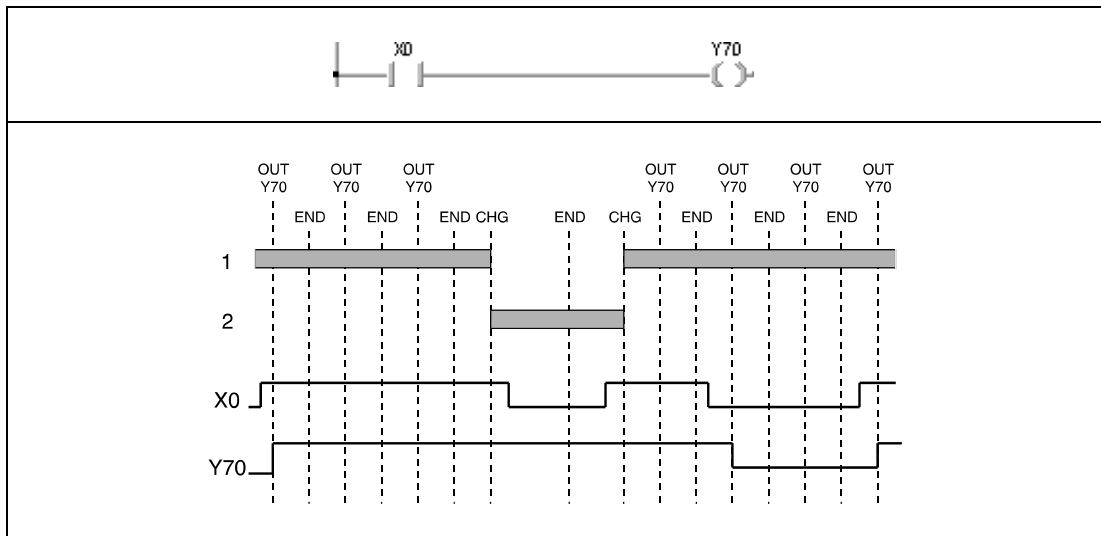 X0 Y70
OUT OUT OUT OUT OUT OUT OUT
Y70 Y70 Y70 Y70 Y70 Y70 Y70
END END END CHG END CHG END END END
1
2
X0
Y70